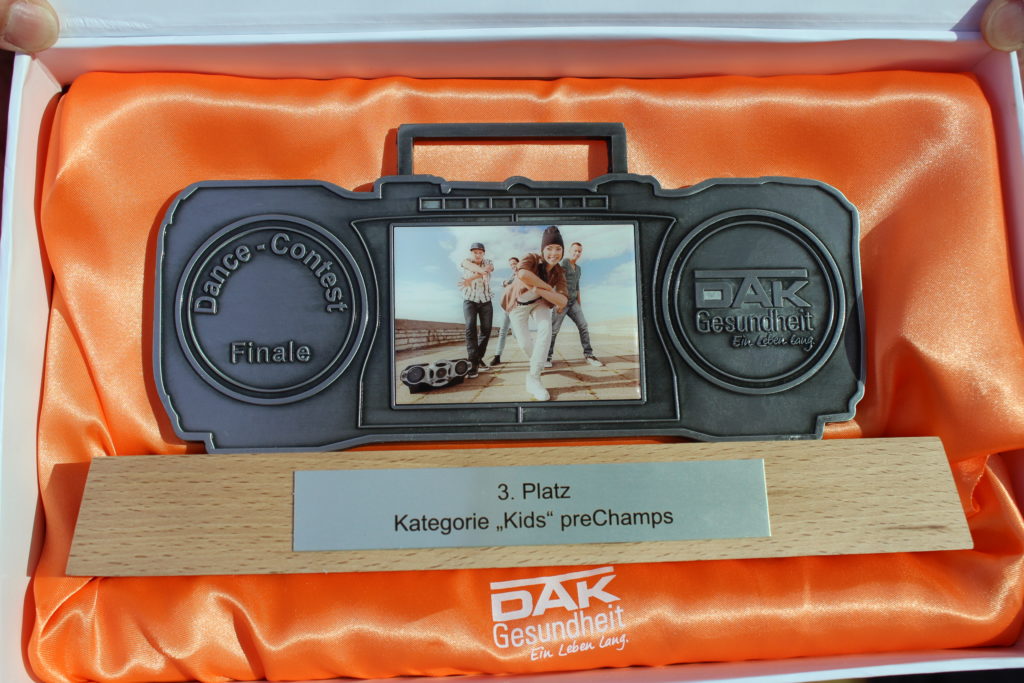 Dance-Contest
Finale
DAK
Gesundheit
Ein Leben lang.
3. Platz
Kategorie „Kids“ preChamps
DAK
Gesundheit
Ein Leben lang.